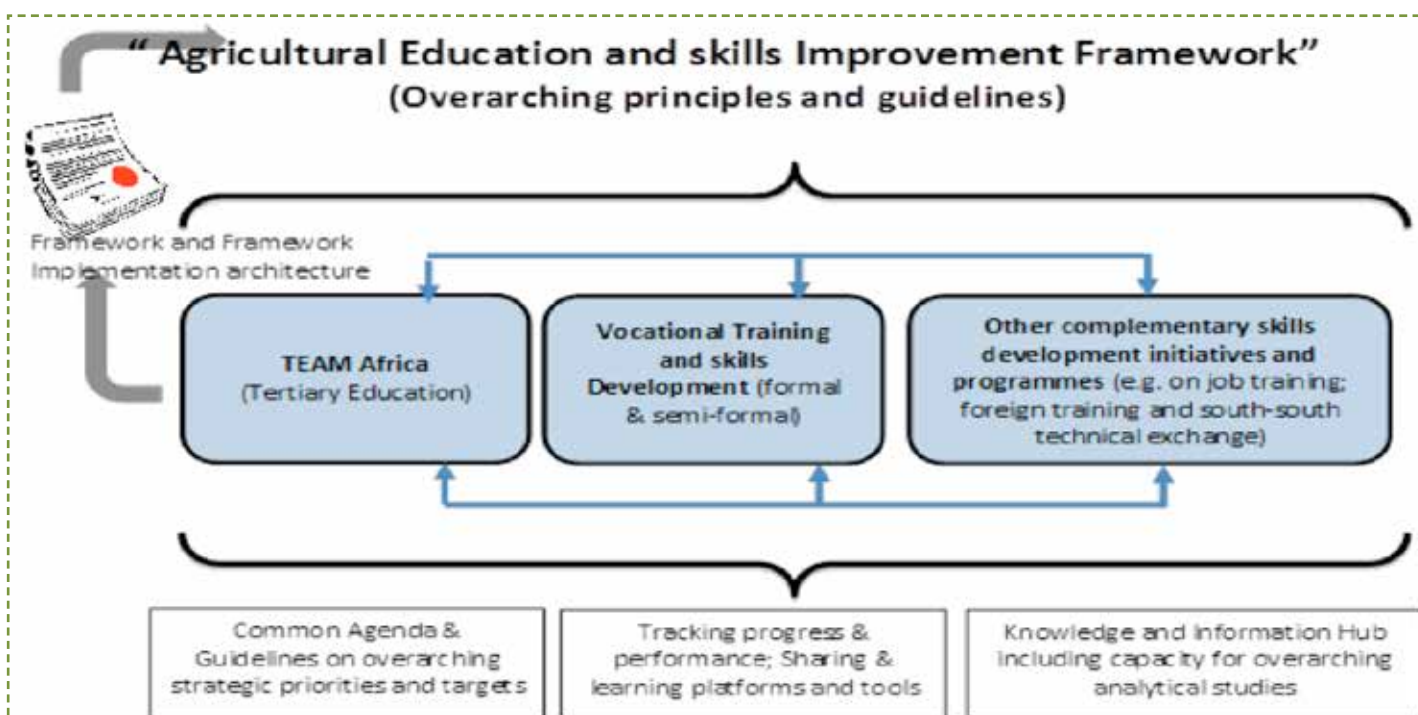 “ Agricultural Education and skills Improvement Framework”
(Overarching principles and guidelines)
Framework and Framework
Implementation architecture
TEAM Africa
(Tertiary Education)
Vocational Training
and skills
Development (formal
& semi-formal)
Other complementary skills
development initiatives and
programmes (e.g. on job training;
foreign training and south-south
technical exchange)
Common Agenda &
Guidelines on overarching
strategic priorities and targets
Tracking progress &
performance; Sharing &
learning platforms and tools
Knowledge and Information Hub
including capacity for overarching
analytical studies